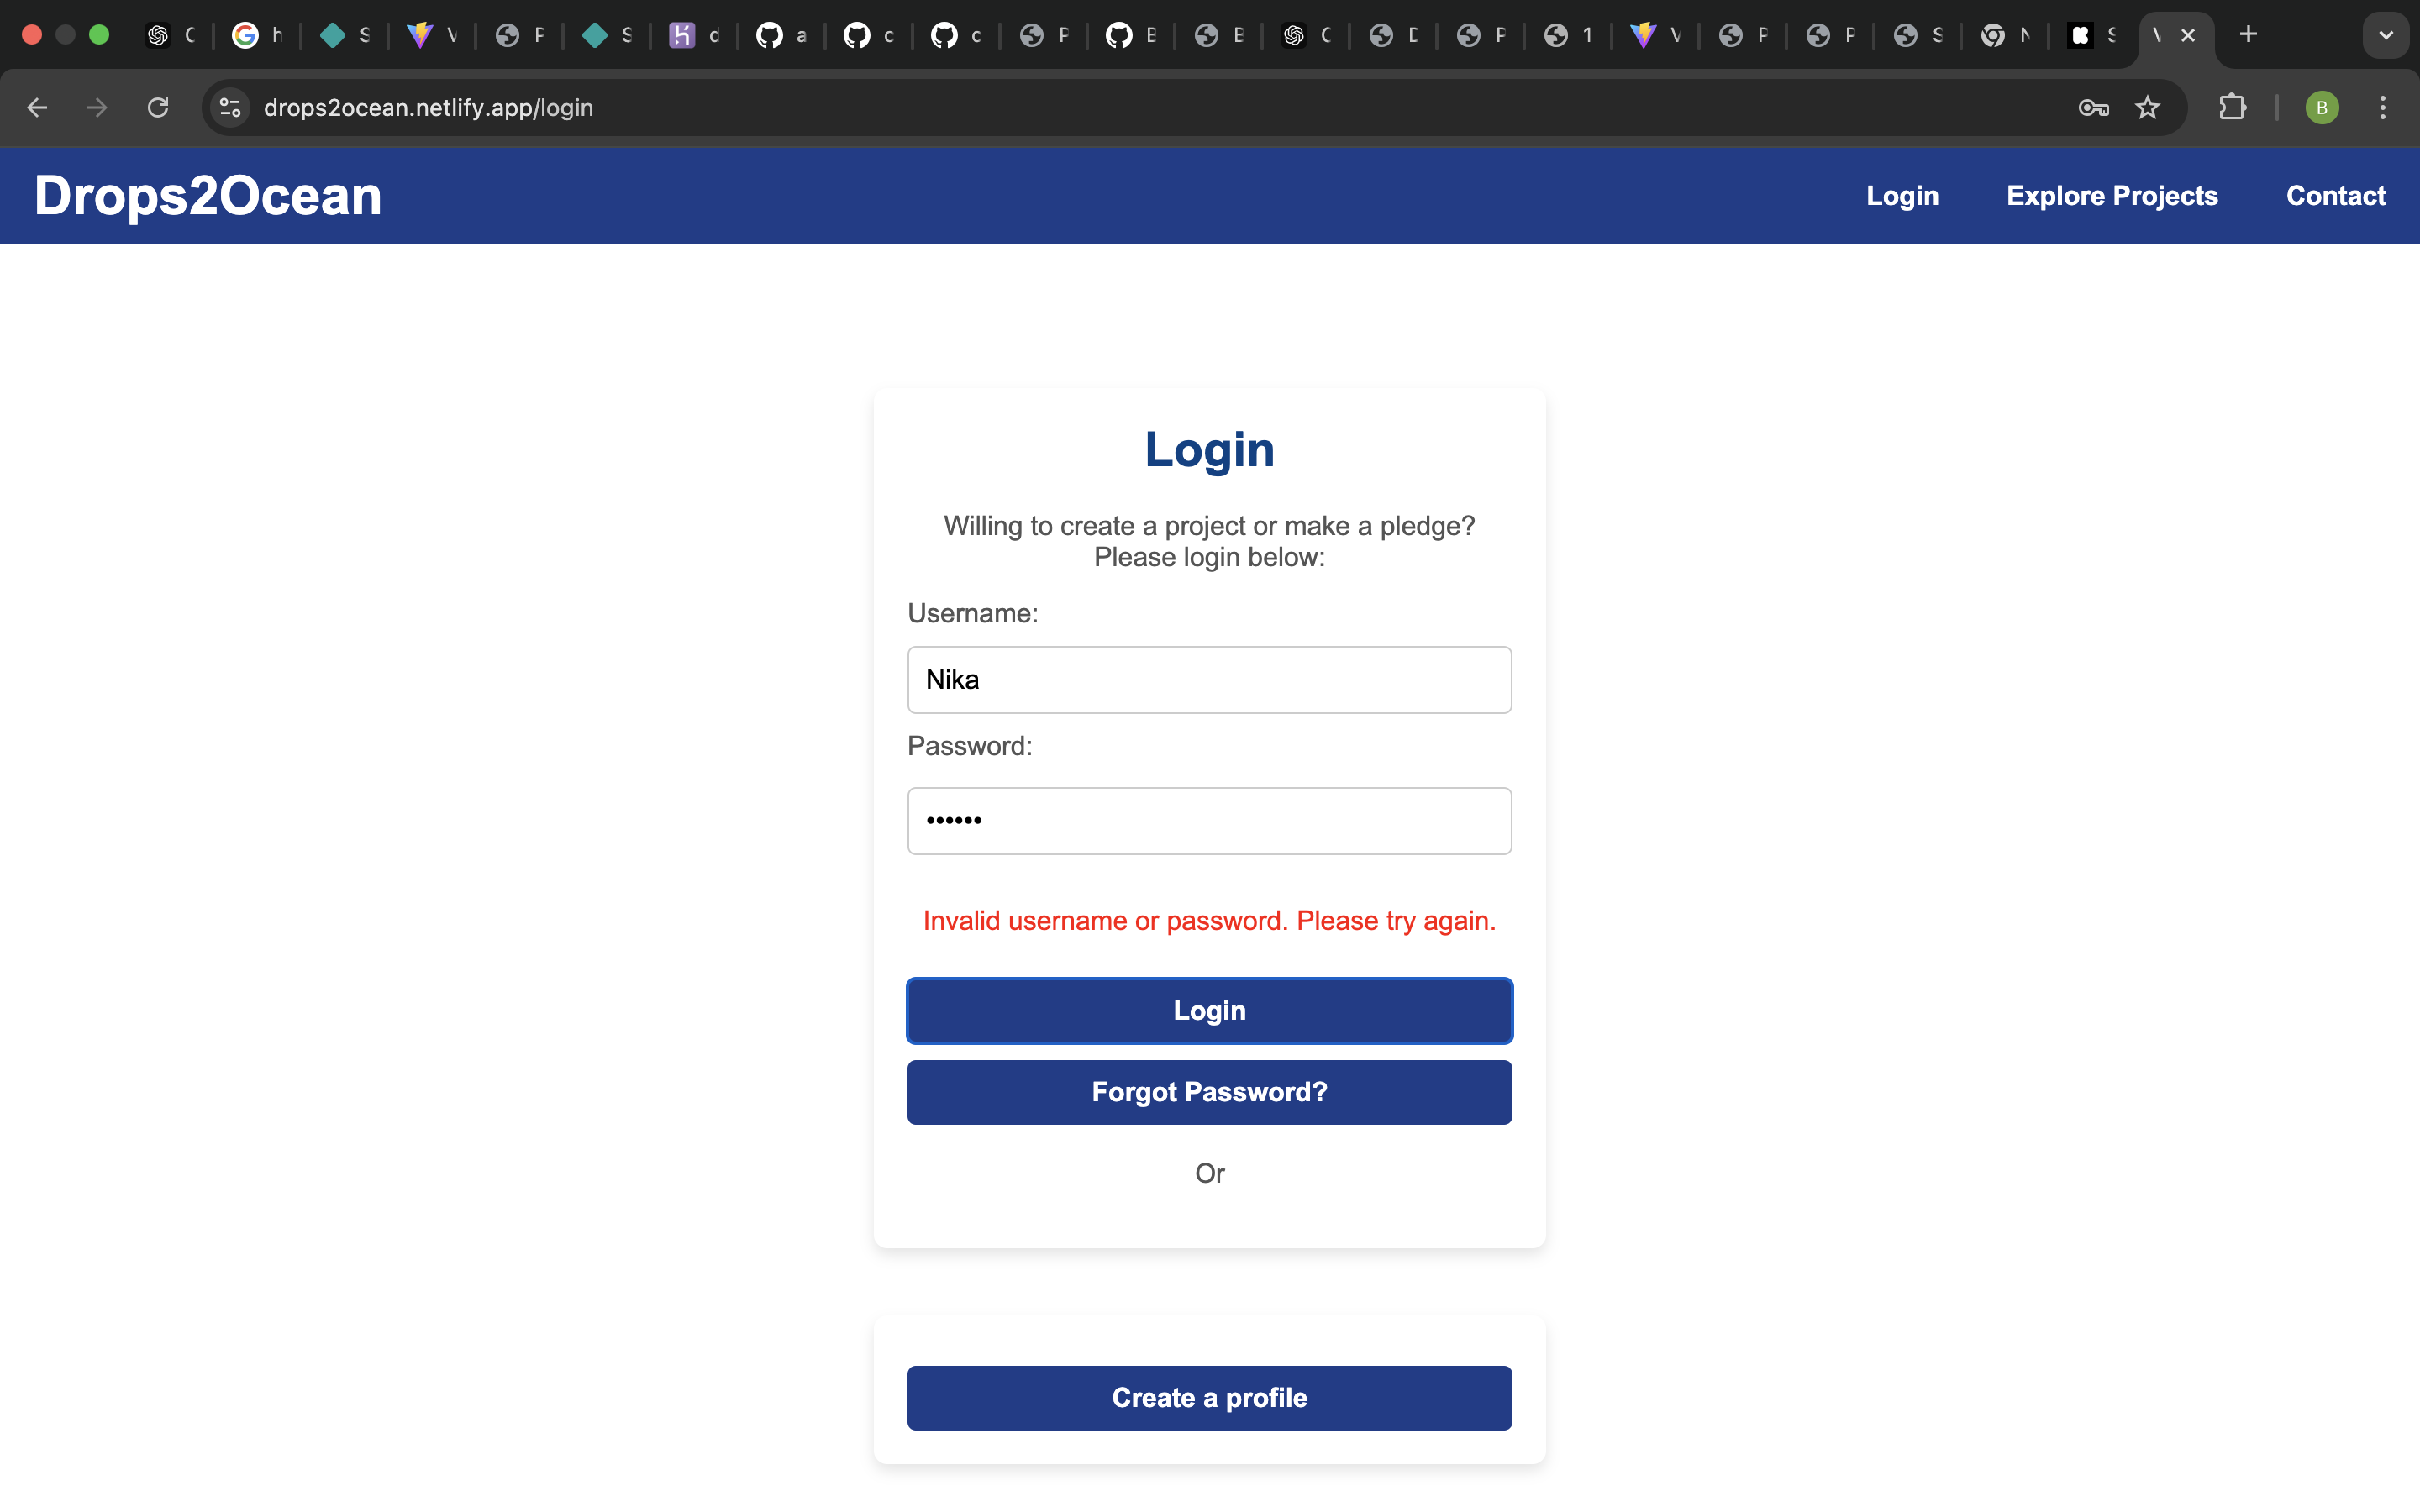 C
h
S
V
P
S
d
a
c
c
P
B
B
C
D
P
1
V
P
P
S
N
S
drops2ocean.netlify.app/login
B
Drops2Ocean
Login
Explore Projects
Contact
Login
Willing to create a project or make a pledge?
Please login below:
Username:
Nika
Password:
••••••
Invalid username or password. Please try again.
Login
Forgot Password?
Or
Create a profile